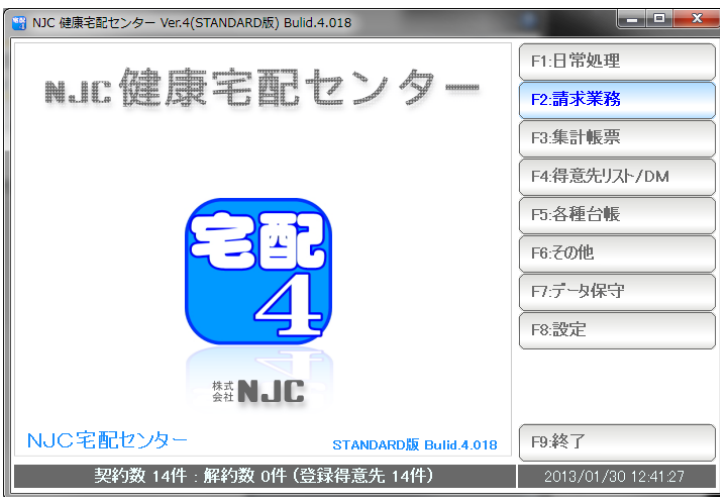 NJC 健康宅配センター Ver.4(STANDARD版) Bulid.4.018
NJC健康宅配センター
宅配
4
株式会社 NJC
NJC宅配センター
STANDARD版 Bulid.4.018
F1:日常処理
F2:請求業務
F3:集計帳票
F4:得意先リスト/DM
F5:各種台帳
F6:その他
F7:データ保守
F8:設定
F9:終了
契約数 14件 : 解約数 0件 (登録得意先 14件)
2013/01/30 12:41:27